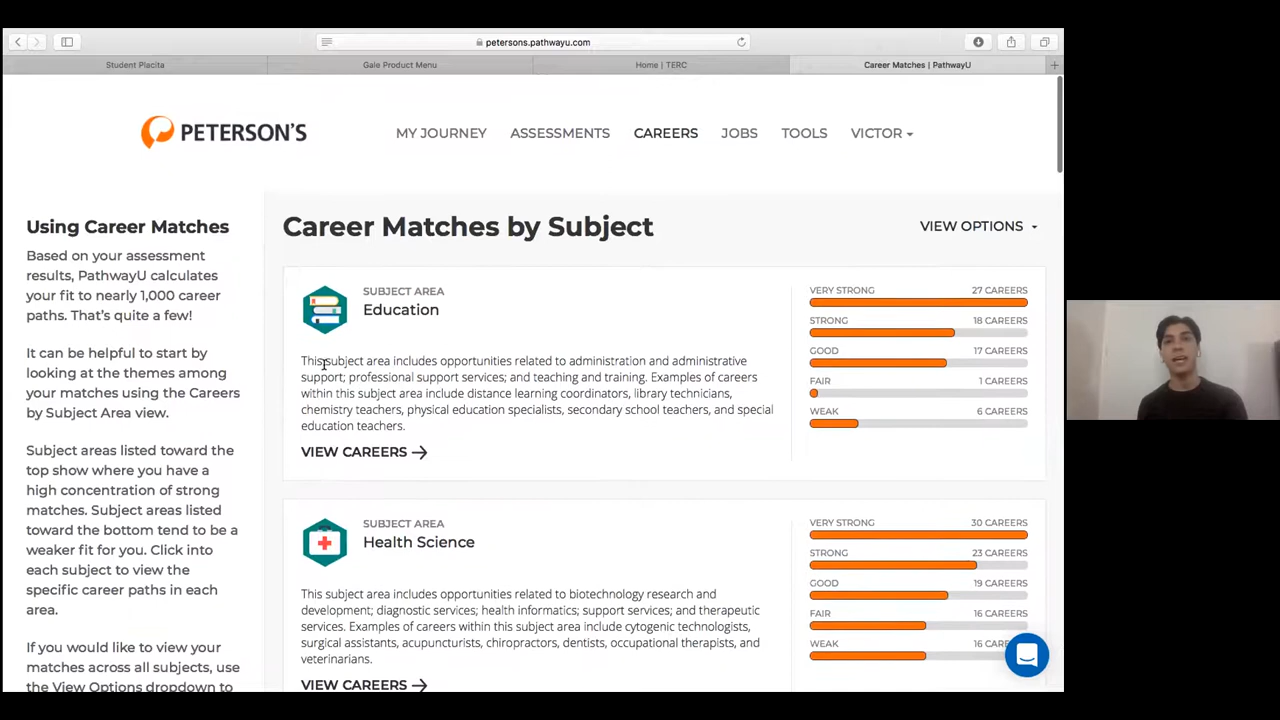 petersons.pathwayu.com
Student Placita
Gale Product Menu
Home | TERC
Career Matches | PathwayU
PETERSON'S
MY JOURNEY
ASSESSMENTS
CAREERS
JOBS
TOOLS
VICTOR
Using Career Matches
Based on your assessment
results, PathwayU calculates
your fit to nearly 1,000 career
paths. That's quite a few!
It can be helpful to start by
looking at the themes among
your matches using the Careers
by Subject Area view.
Subject areas listed toward the
top show where you have a
high concentration of strong
matches. Subject areas listed
toward the bottom tend to be a
weaker fit for you. Click into
each subject to view the
specific career paths in each
area.
If you would like to view your
matches across all subjects, use
the View Options dropdown to
Career Matches by Subject
VIEW OPTIONS
SUBJECT AREA
Education
This subject area includes opportunities related to administration and administrative
support; professional support services; and teaching and training. Examples of careers
within this subject area include distance learning coordinators, library technicians,
chemistry teachers, physical education specialists, secondary school teachers, and special
education teachers.
VIEW CAREERS →
VERY STRONG 27 CAREERS
STRONG 18 CAREERS
GOOD 17 CAREERS
FAIR 1 CAREERS
WEAK 6 CAREERS
SUBJECT AREA
Health Science
This subject area includes opportunities related to biotechnology research and
development; diagnostic services; health informatics; support services; and therapeutic
services. Examples of careers within this subject area include cytogenic technologists,
surgical assistants, acupuncturists, chiropractors, dentists, occupational therapists, and
veterinarians.
VIEW CAREERS →
VERY STRONG 30 CAREERS
STRONG 23 CAREERS
GOOD 19 CAREERS
FAIR 16 CAREERS
WEAK 16